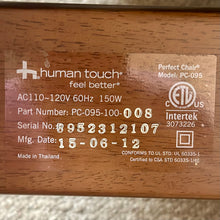 human touch®
feel better®
Perfect Chair®
Model: PC-095
AC110-120V 60Hz 150W
Part Number: PC-095-100-008
Serial No. 6952312107
Mfg. Date: 15-06-12
Made in Thailand
ETL
Intertek
3073226
CONFORMS TO UL STD. UL 60335-1
Certified to CSA STD 60335-1